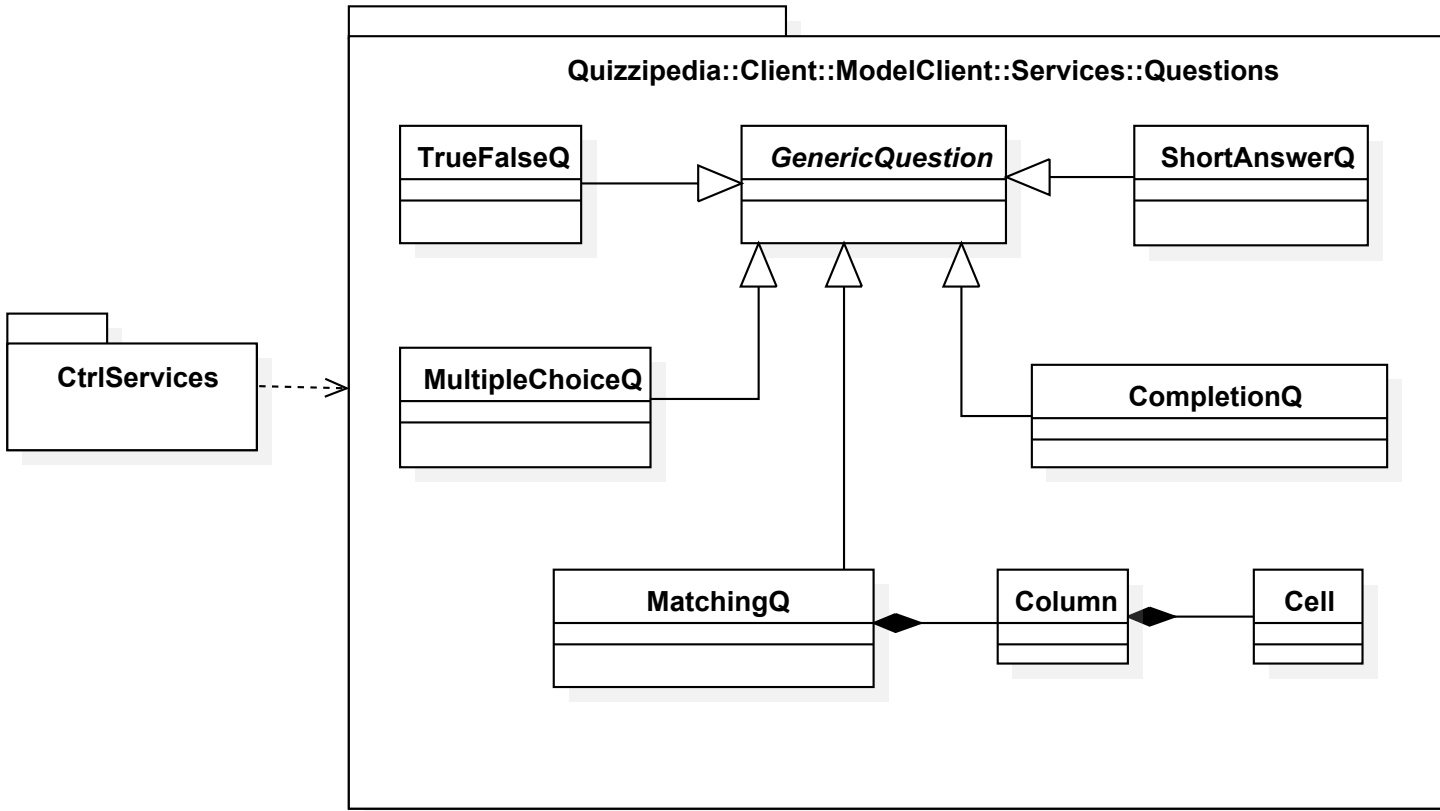 Quizzipedia::Client::ModelClient::Services::Questions
TrueFalseQ
GenericQuestion
ShortAnswerQ
CtrlServices
MultipleChoiceQ
CompletionQ
MatchingQ
Column
Cell